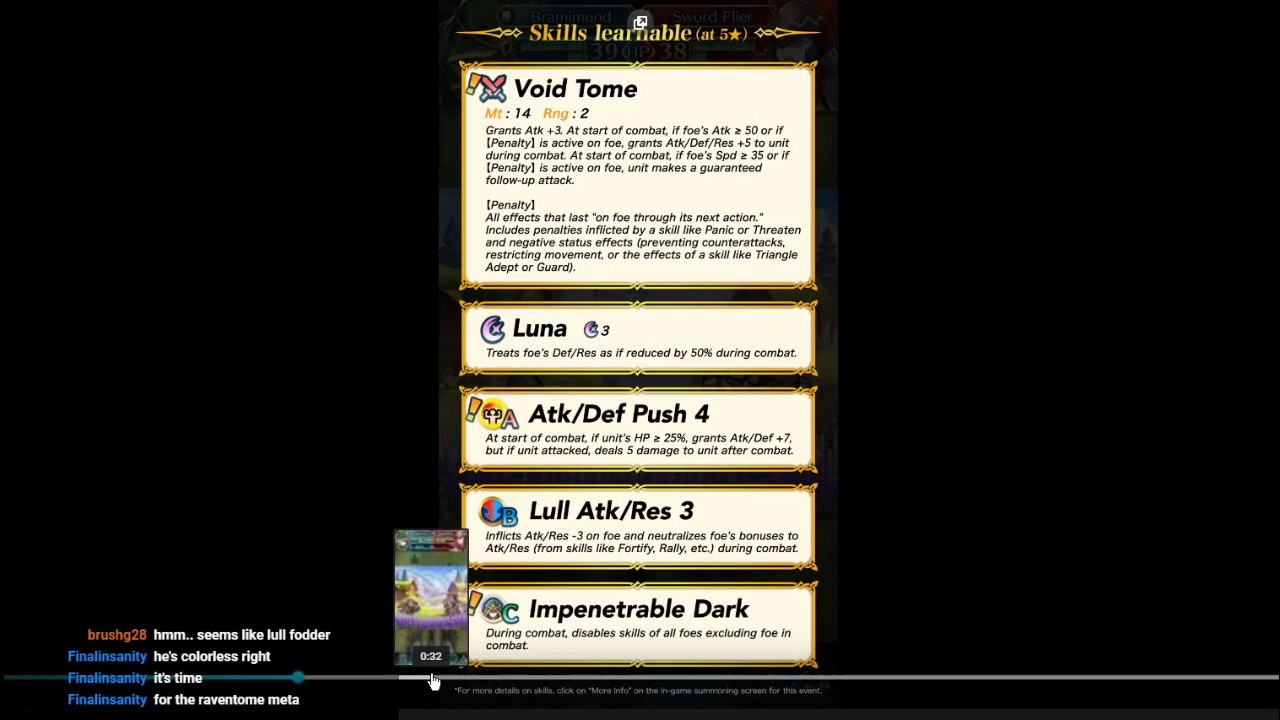 Bramimond
Sword Flier
39 HP 38
Skills learnable (at 5★)
Void Tome
Mt : 14 Rng : 2
Grants Atk +3. At start of combat, if foe's Atk ≥ 50 or if
【Penalty】 is active on foe, grants Atk/Def/Res +5 to unit
during combat. At start of combat, if foe's Spd ≥ 35 or if
【Penalty】 is active on foe, unit makes a guaranteed
follow-up attack.
【Penalty】
All effects that last "on foe through its next action."
Includes penalties inflicted by a skill like Panic or Threaten
and negative status effects (preventing counterattacks,
restricting movement, or the effects of a skill like Triangle
Adept or Guard).
Luna 3
Treats foe's Def/Res as if reduced by 50% during combat.
A Atk/Def Push 4
At start of combat, if unit's HP ≥ 25%, grants Atk/Def +7,
but if unit attacked, deals 5 damage to unit after combat.
B Lull Atk/Res 3
Inflicts Atk/Res -3 on foe and neutralizes foe's bonuses to
Atk/Res (from skills like Fortify, Rally, etc.) during combat.
C Impenetrable Dark
During combat, disables skills of all foes excluding foe in
combat.
*For more details on skills, click on "More Info" on the in-game summoning screen for this event.
0:32
brushg28 hmm.. seems like lull fodder
Finalinsanity he's colorless right
Finalinsanity it's time
Finalinsanity for the raventome meta